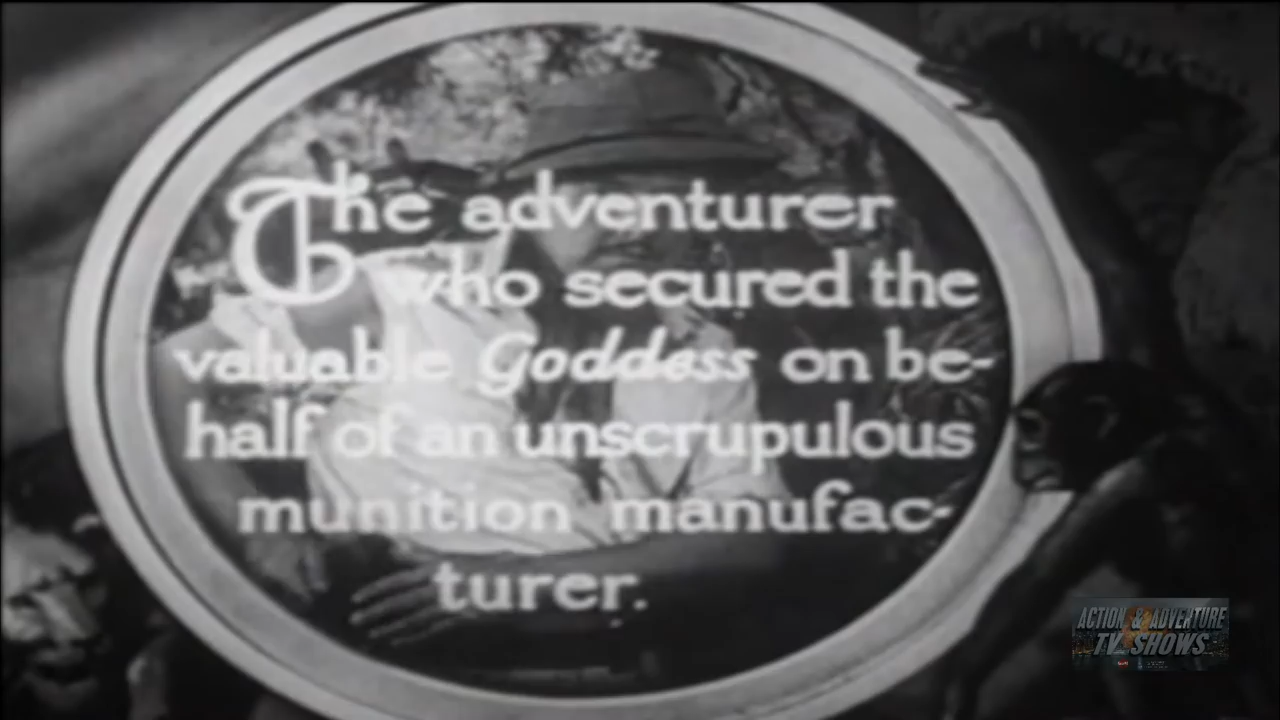 The adventurer
who secured the
valuable Goddess on be-
half of an unscrupulous
munition manufac-
turer.
ACTION & ADVENTURE
TV SHOWS